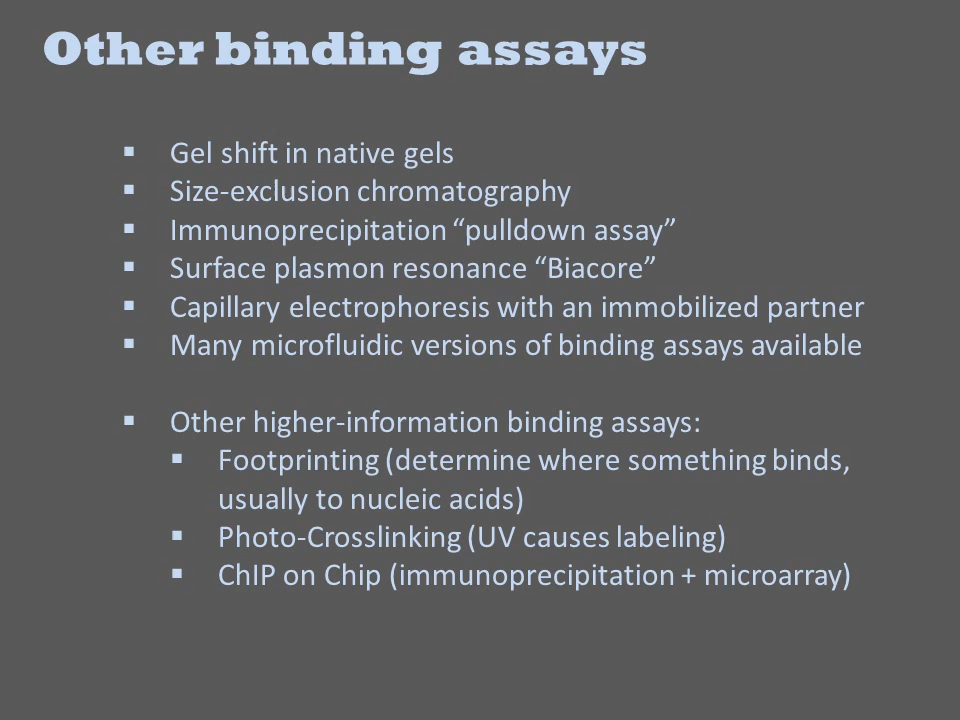 Other binding assays
▪ Gel shift in native gels
▪ Size-exclusion chromatography
▪ Immunoprecipitation “pulldown assay”
▪ Surface plasmon resonance “Biacore”
▪ Capillary electrophoresis with an immobilized partner
▪ Many microfluidic versions of binding assays available
▪ Other higher-information binding assays:
▪ Footprinting (determine where something binds,
usually to nucleic acids)
▪ Photo-Crosslinking (UV causes labeling)
▪ ChIP on Chip (immunoprecipitation + microarray)